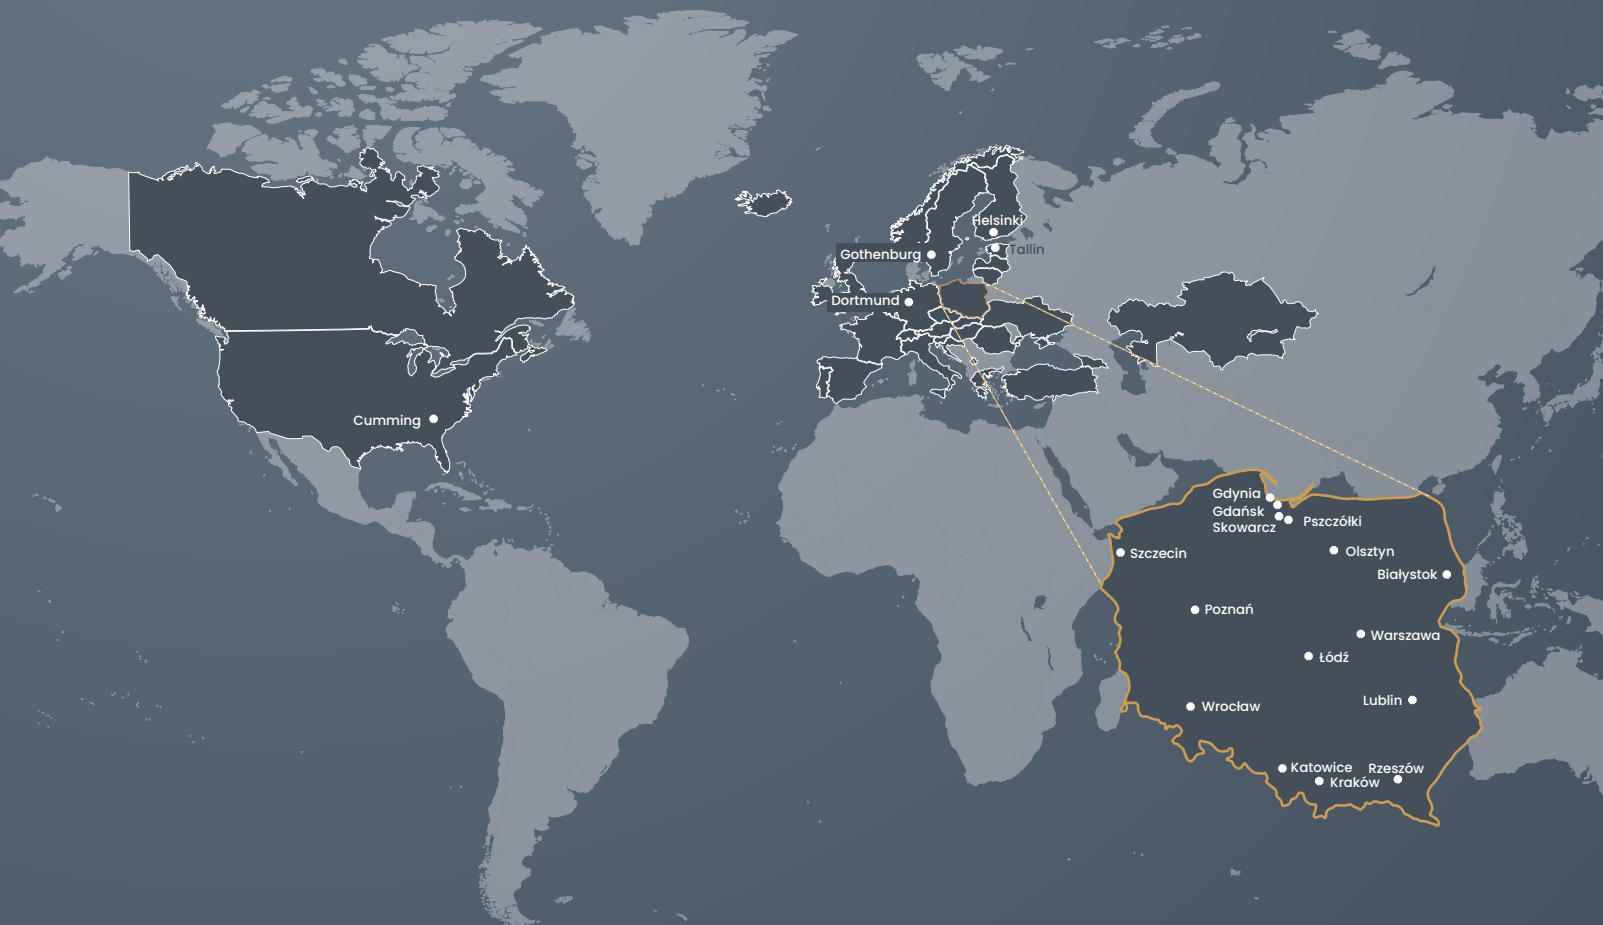 Helsinki
Tallin
Gothenburg
Dortmund
Cumming
Gdynia
Gdańsk
Skowarcz
Pszczółki
Szczecin
Olsztyn
Białystok
Poznań
Warszawa
Łódź
Lublin
Wrocław
Katowice
Rzeszów
Kraków